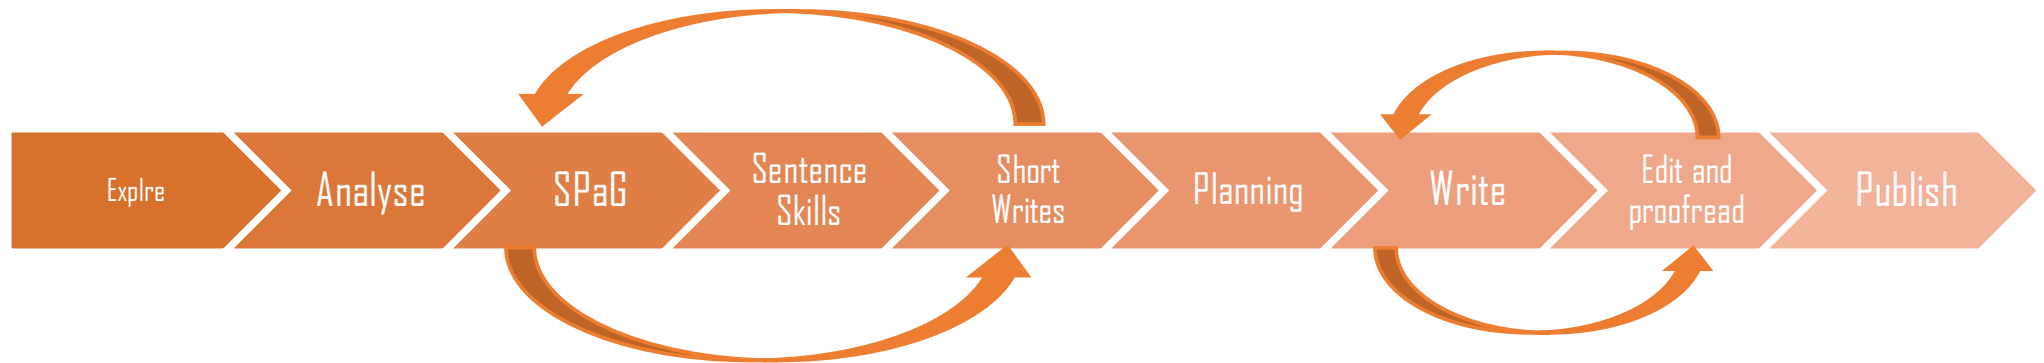 Explre
Analyse
SPaG
Sentence
Skills
Short
Writes
Planning
Write
Edit and
proofread
Publish